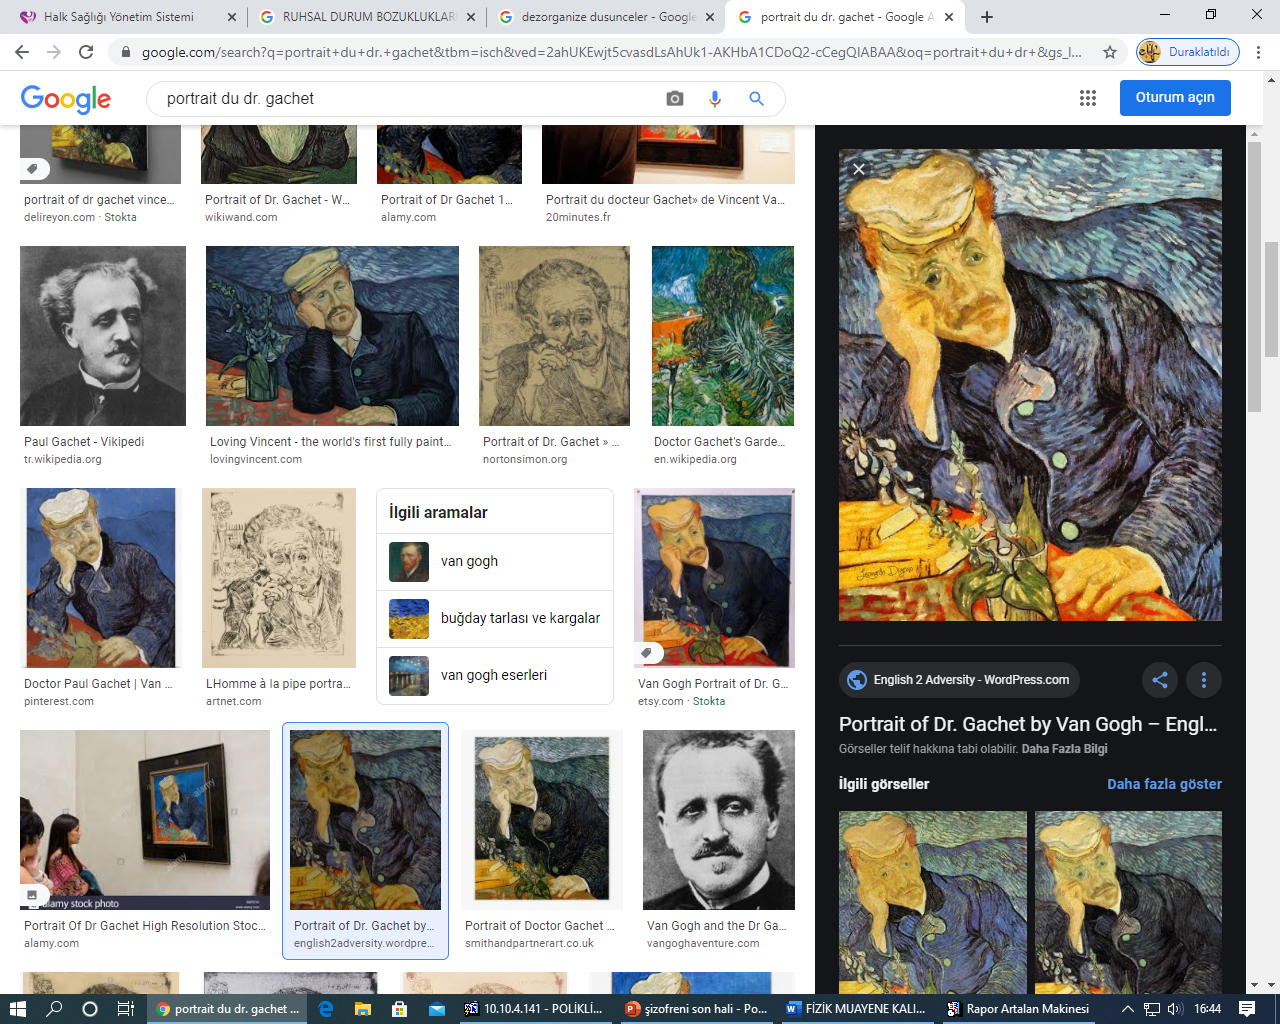 Halk Sağlığı Yönetim Sistemi
RUHSAL DURUM BOZUKLUKLARI
dezorganize dusunceler - Google
portrait du dr. gachet - Google A
google.com/search?q=portrait+du+dr.+gachet&tbm=isch&ved=2ahUKEwjt5cvasdLsAhUk1-AKHbA1CDoQ2-cCegQIABAA&oq=portrait+du+dr+&gs_l...
Duraklatıldı
Google
portrait du dr. gachet
Oturum açın
portrait of dr gachet vince...
delireyon.com · Stokta
Portrait of Dr. Gachet - W...
wikiwand.com
Portrait of Dr Gachet 1...
alamy.com
Portrait du docteur Gachet» de Vincent Va...
20minutes.fr
Paul Gachet - Vikipedi
tr.wikipedia.org
Loving Vincent - the world's first fully paint...
lovingvincent.com
Portrait of Dr. Gachet » ...
nortonsimon.org
Doctor Gachet's Garde...
en.wikipedia.org
Doctor Paul Gachet | Van ...
pinterest.com
LHomme à la pipe portra...
artnet.com
İlgili aramalar
van gogh
buğday tarlası ve kargalar
van gogh eserleri
Van Gogh Portrait of Dr. G...
etsy.com · Stokta
alamy stock photo
Portrait Of Dr Gachet High Resolution Stoc...
alamy.com
Portrait of Dr. Gachet by...
english2adversity.wordpre...
Portrait of Doctor Gachet ...
smithandpartnerart.co.uk
Van Gogh and the Dr Ga...
vangoghaventure.com
English 2 Adversity - WordPress.com
Portrait of Dr. Gachet by Van Gogh – Engl...
Görseller telif hakkına tabi olabilir. Daha Fazla Bilgi
İlgili görseller
Daha fazla göster
portrait du dr. gachet ...
10.10.4.141 - POLİKLİ...
şizofreni son hali - Po...
FİZİK MUAYENE KALI...
Rapor Artalan Makinesi
16:44